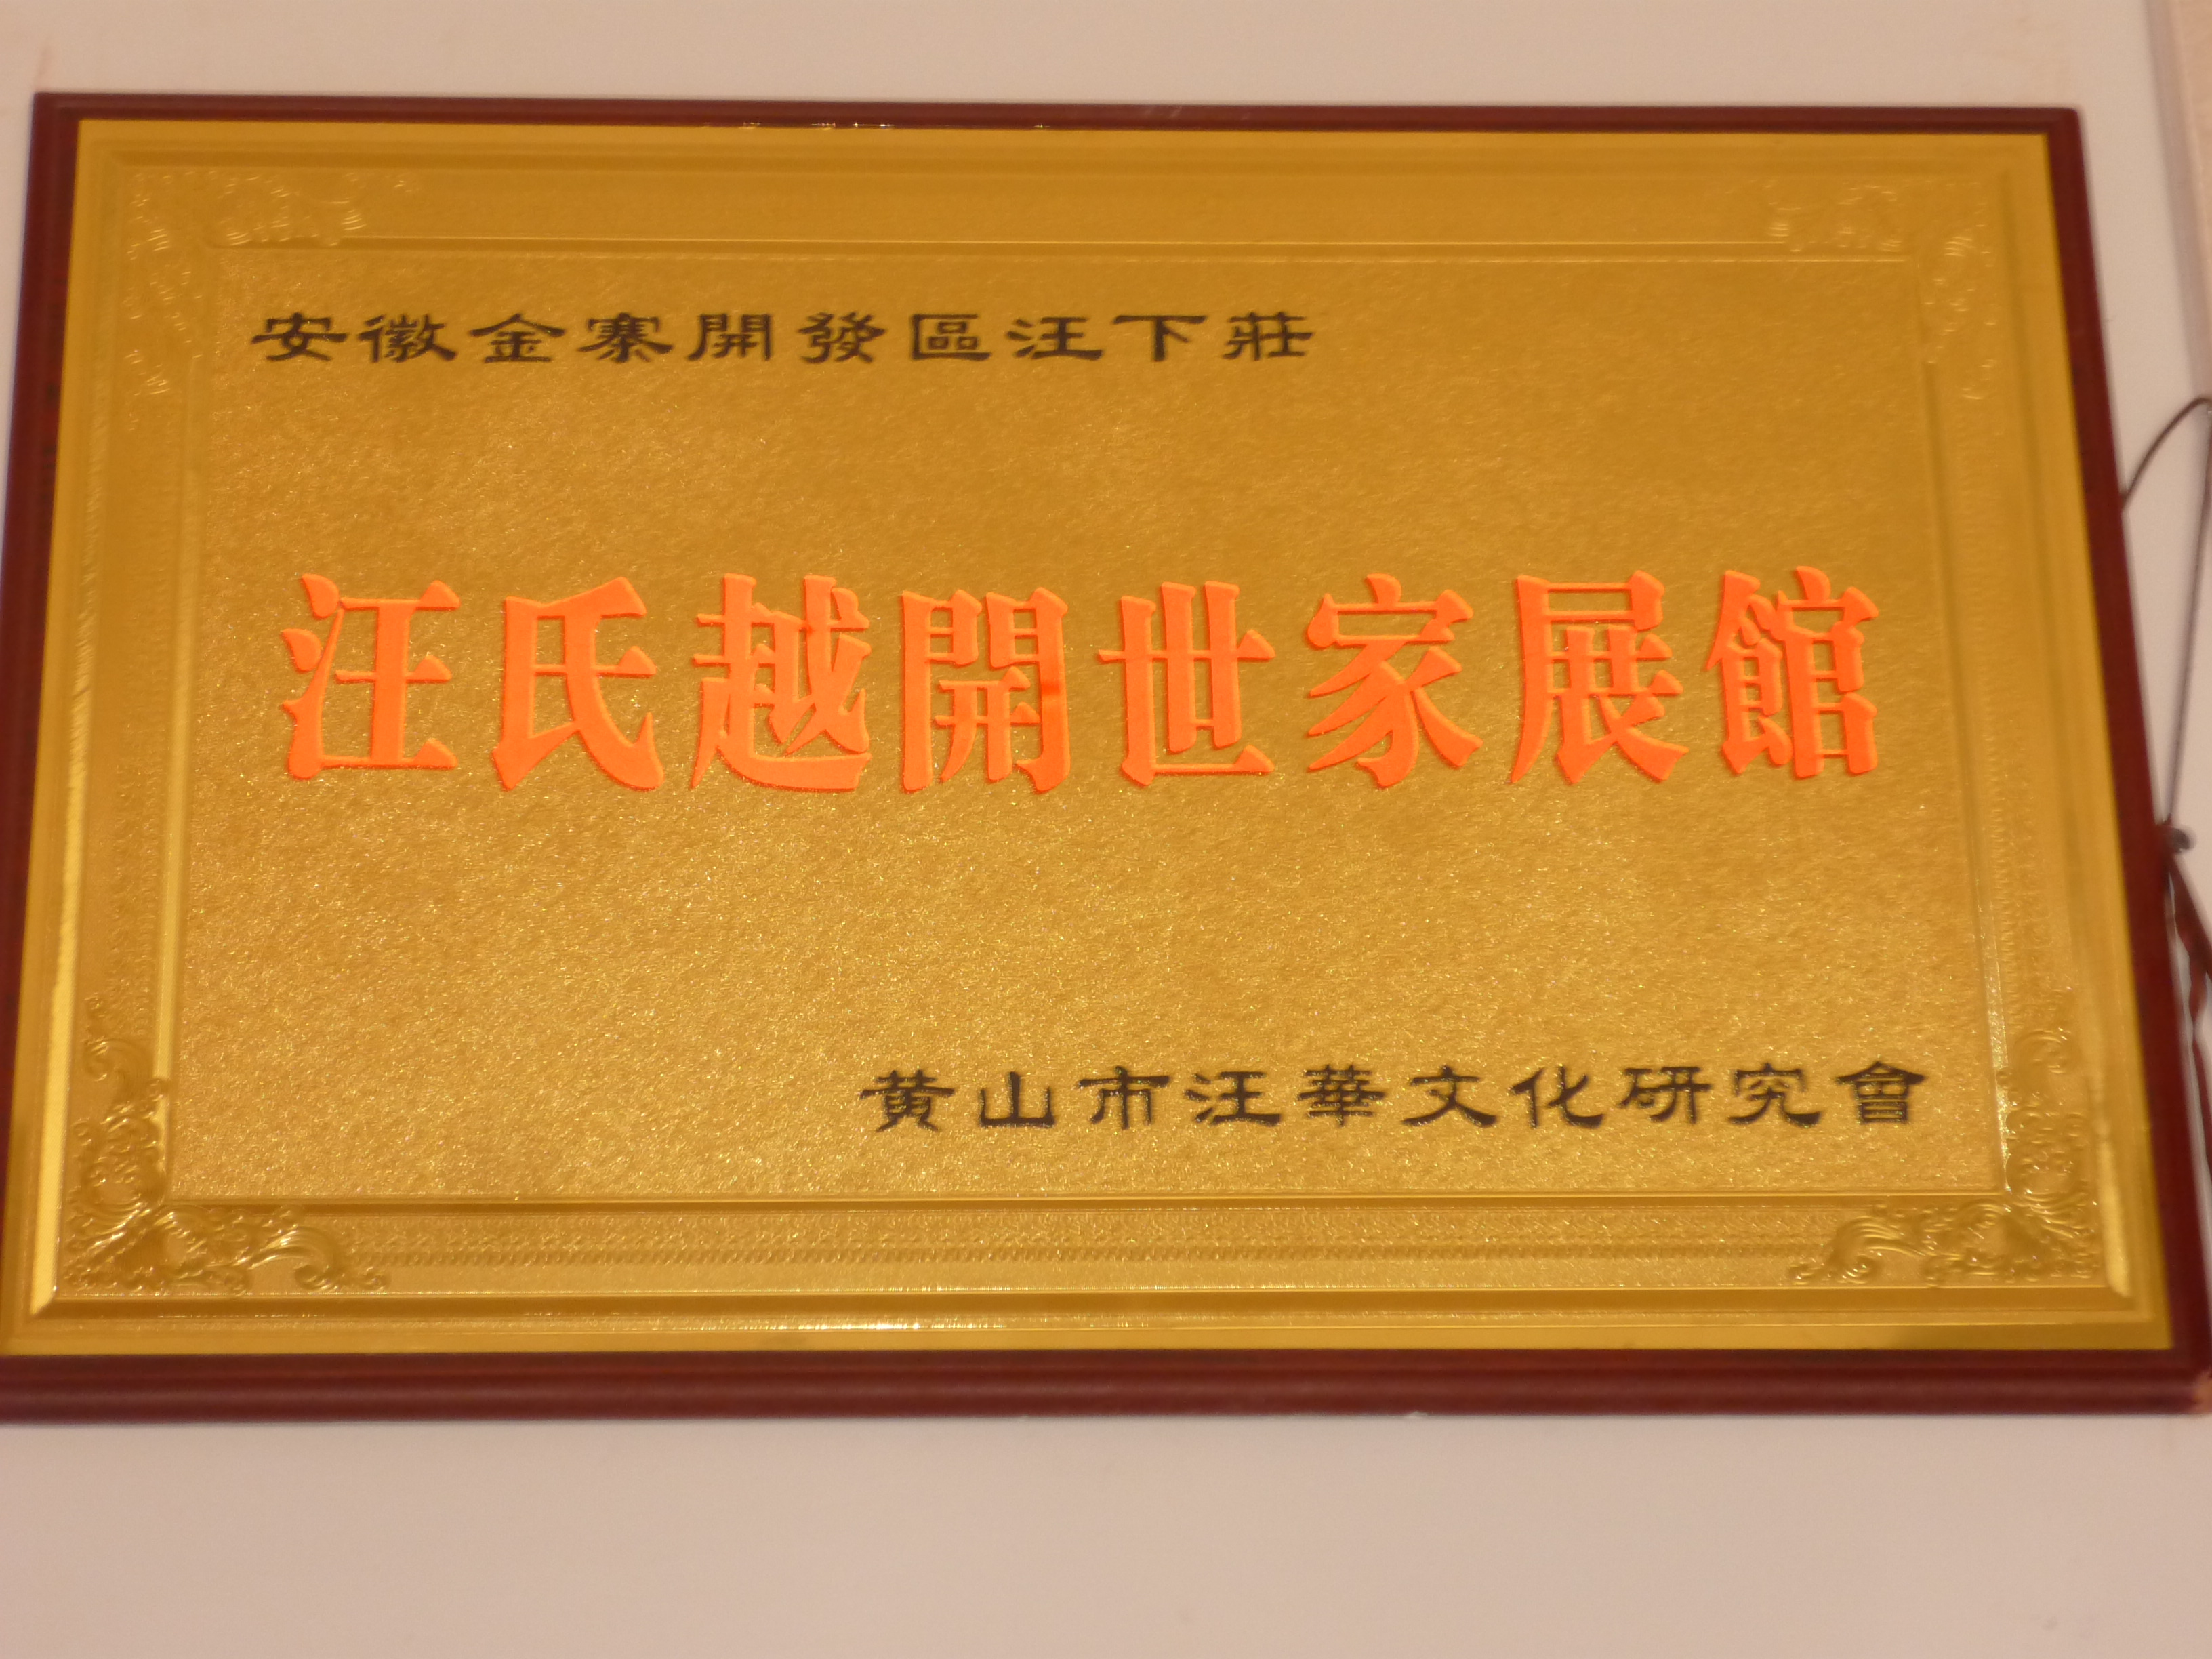 安徽金寨開發區汪下莊
汪氏越開世家展館
黄山市汪華文化研究會